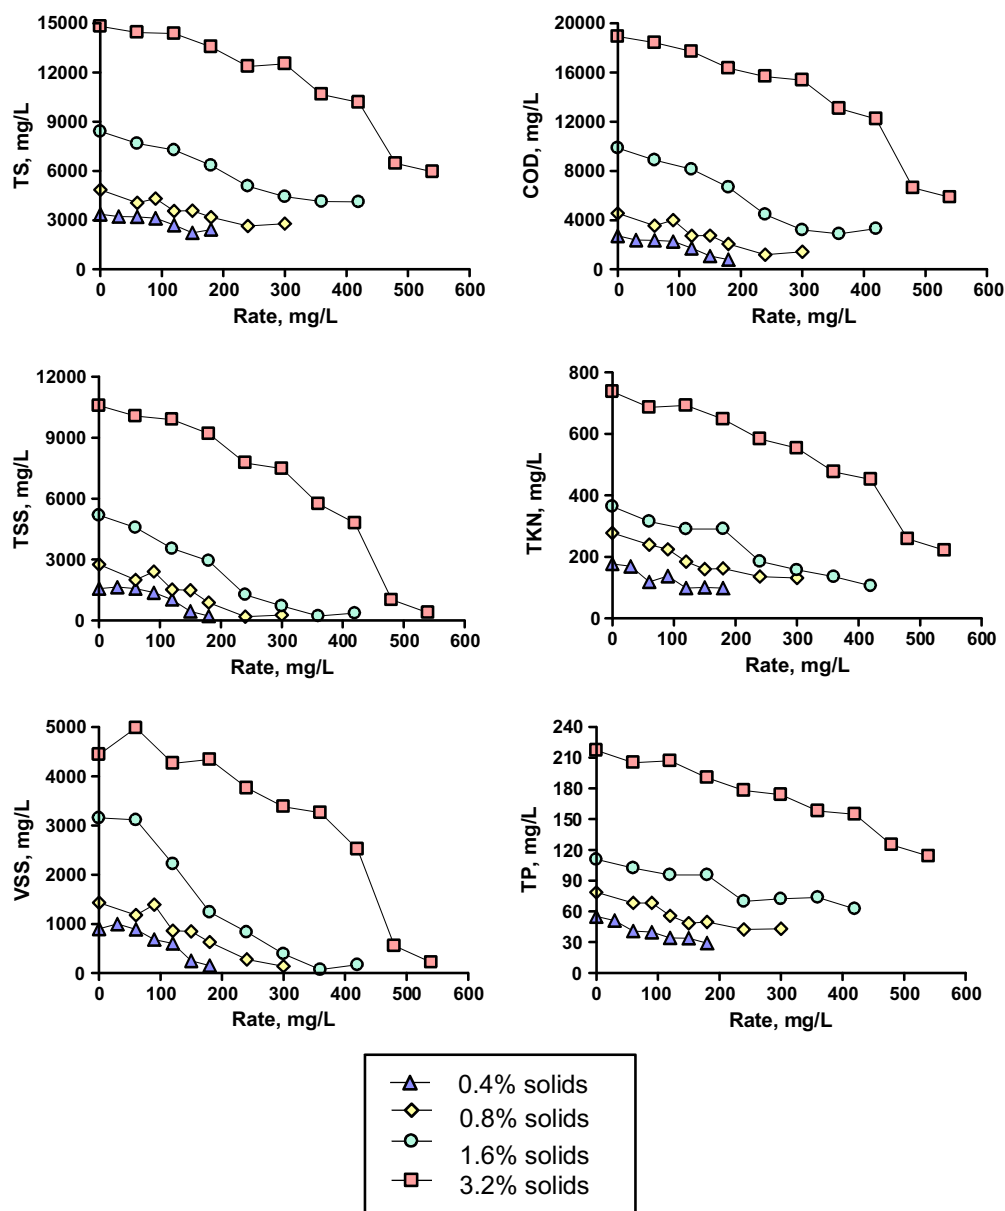 15000
12000
9000
6000
3000
0
TS, mg/L
0 100 200 300 400 500 600
Rate, mg/L
20000
16000
12000
8000
4000
0
COD, mg/L
0 100 200 300 400 500 600
Rate, mg/L
12000
9000
6000
3000
0
TSS, mg/L
0 100 200 300 400 500 600
Rate, mg/L
800
600
400
200
0
TKN, mg/L
0 100 200 300 400 500 600
Rate, mg/L
5000
4000
3000
2000
1000
0
VSS, mg/L
0 100 200 300 400 500 600
Rate, mg/L
240
210
180
150
120
90
60
30
0
TP, mg/L
0 100 200 300 400 500 600
Rate, mg/L
0.4% solids
0.8% solids
1.6% solids
3.2% solids